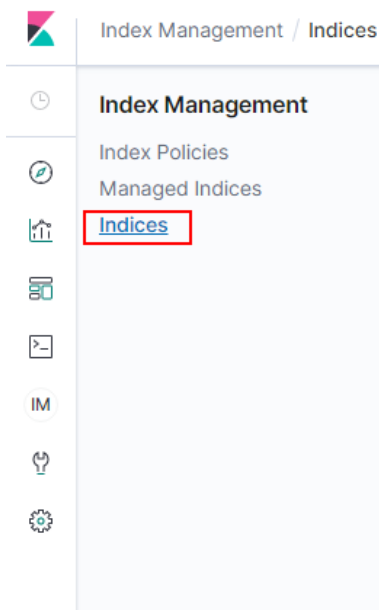 Index Management / Indices
Index Management
Index Policies
Managed Indices
Indices
IM